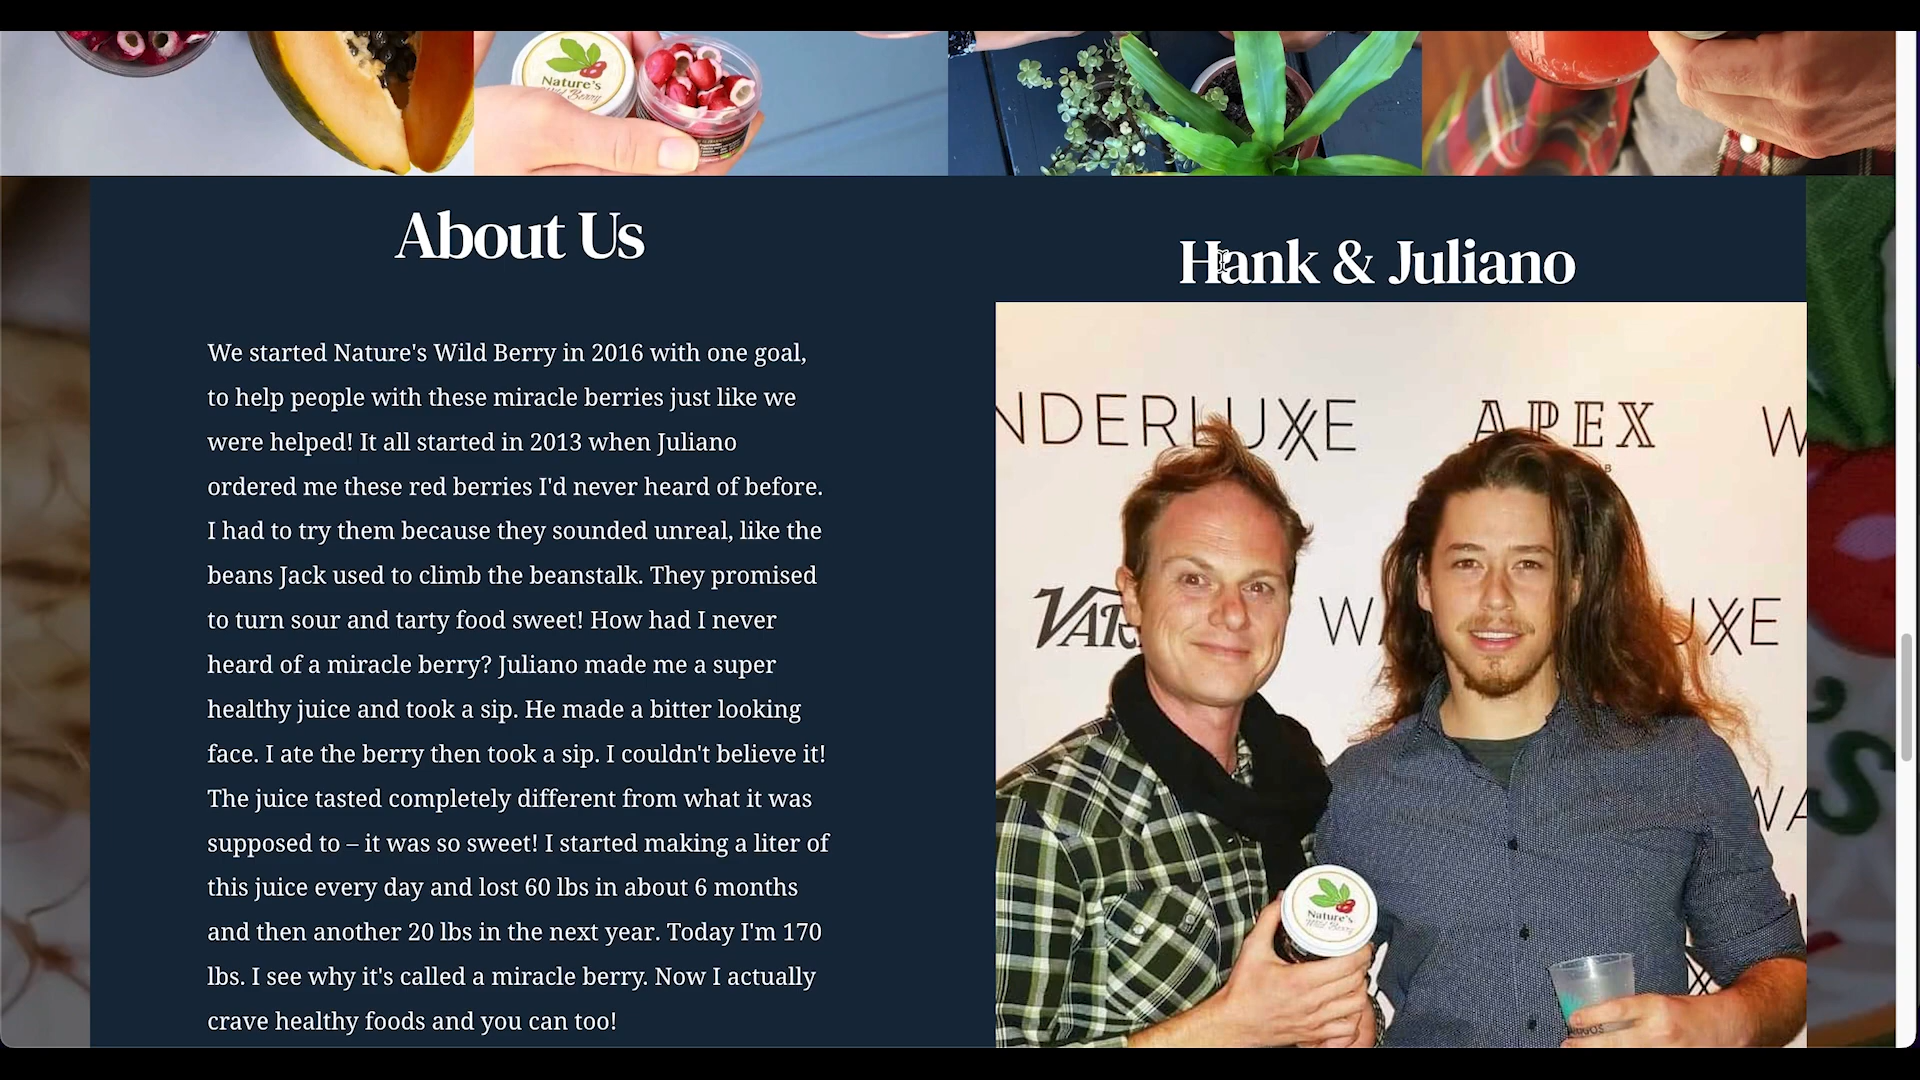 Nature's
Wild Berry
About Us
Hank & Juliano
We started Nature's Wild Berry in 2016 with one goal,
to help people with these miracle berries just like we
were helped! It all started in 2013 when Juliano
ordered me these red berries I'd never heard of before.
I had to try them because they sounded unreal, like the
beans Jack used to climb the beanstalk. They promised
to turn sour and tarty food sweet! How had I never
heard of a miracle berry? Juliano made me a super
healthy juice and took a sip. He made a bitter looking
face. I ate the berry then took a sip. I couldn't believe it!
The juice tasted completely different from what it was
supposed to – it was so sweet! I started making a liter of
this juice every day and lost 60 lbs in about 6 months
and then another 20 lbs in the next year. Today I'm 170
lbs. I see why it's called a miracle berry. Now I actually
crave healthy foods and you can too!
NDERLUXXE
APEX
W
VAR
WA
UXXE
WA
Nature's
Wild Berry